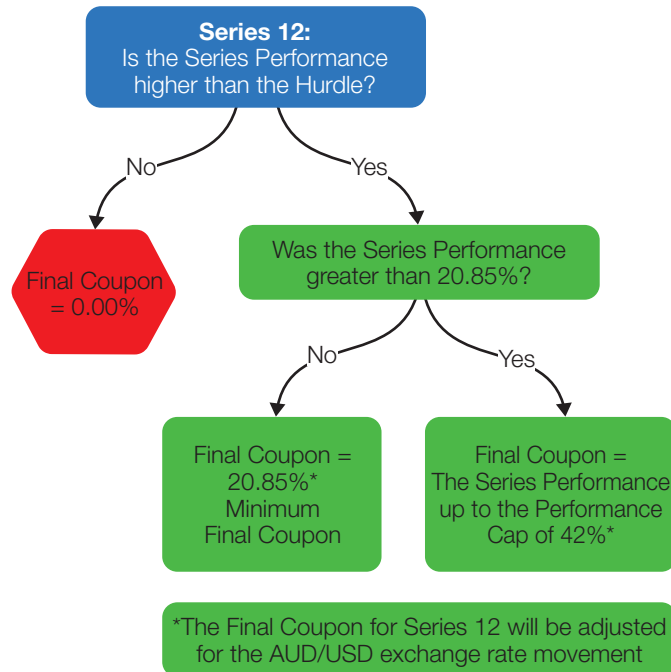 Series 12:
Is the Series Performance
higher than the Hurdle?
No
Yes
Final Coupon
= 0.00%
Was the Series Performance
greater than 20.85%?
No
Yes
Final Coupon =
20.85%*
Minimum
Final Coupon
Final Coupon =
The Series Performance
up to the Performance
Cap of 42%*
*The Final Coupon for Series 12 will be adjusted
for the AUD/USD exchange rate movement